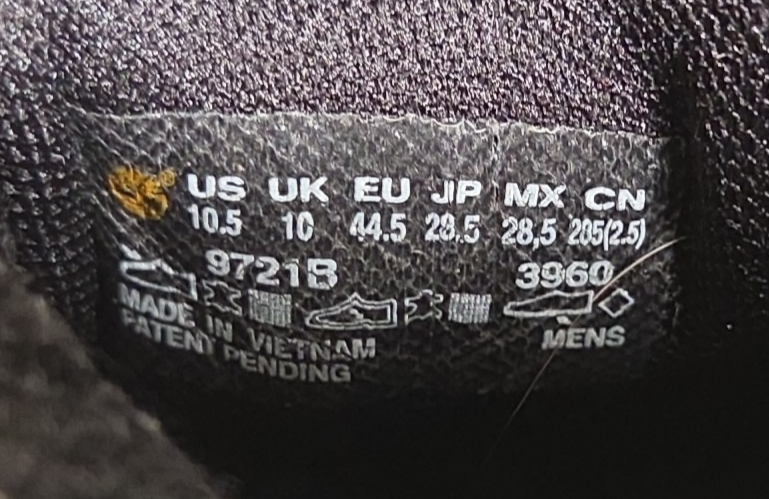 US UK EU JP MX CN
10.5 10 44.5 28.5 28,5 285(2.5)
9721B 3960
MADE IN VIETNAM
PATENT PENDING
MENS